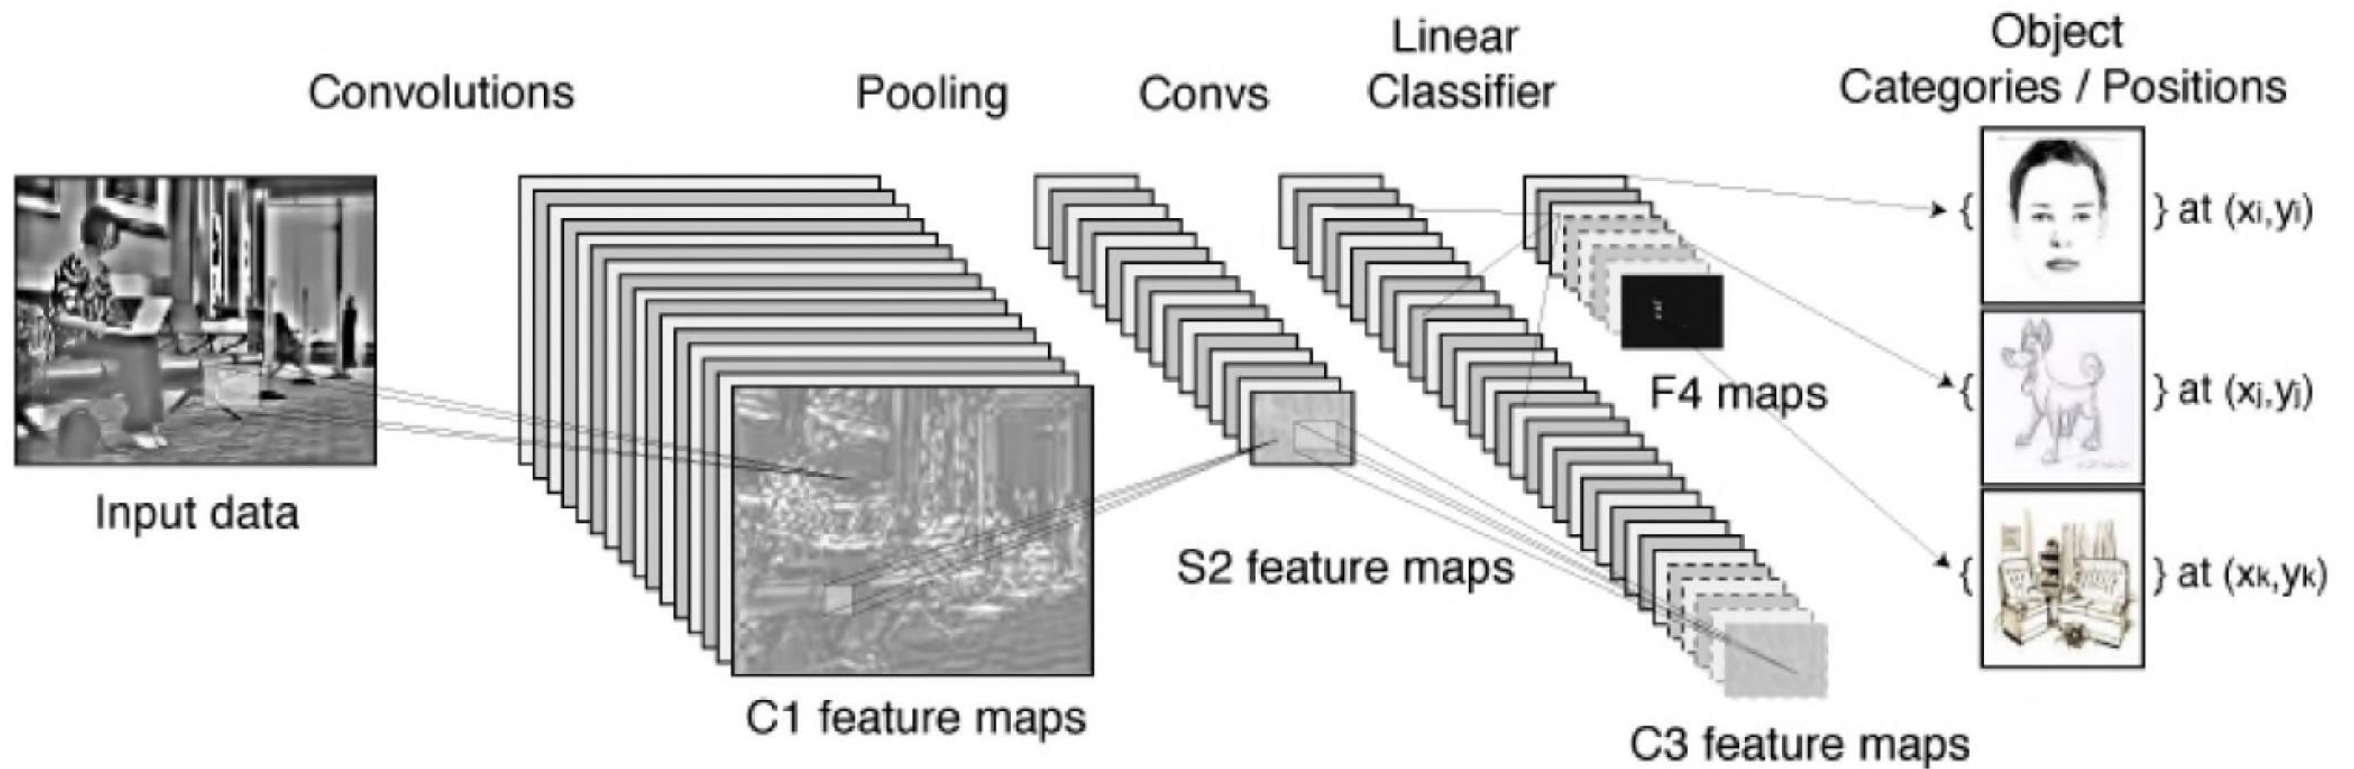 Convolutions
Pooling
Convs
Linear
Classifier
Object
Categories / Positions
{ } at (xi,yi)
{ } at (xj,yj)
{ } at (xk,yk)
Input data
C1 feature maps
S2 feature maps
F4 maps
C3 feature maps